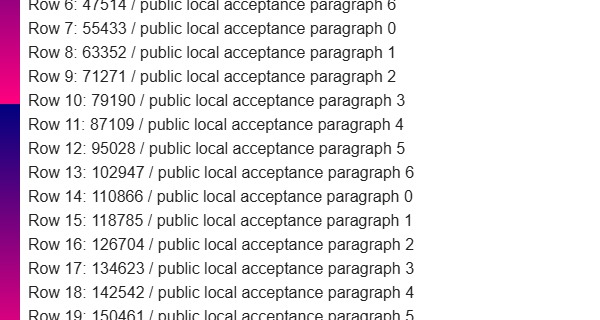 Row 6: 47514 / public local acceptance paragraph 6
Row 7: 55433 / public local acceptance paragraph 0
Row 8: 63352 / public local acceptance paragraph 1
Row 9: 71271 / public local acceptance paragraph 2
Row 10: 79190 / public local acceptance paragraph 3
Row 11: 87109 / public local acceptance paragraph 4
Row 12: 95028 / public local acceptance paragraph 5
Row 13: 102947 / public local acceptance paragraph 6
Row 14: 110866 / public local acceptance paragraph 0
Row 15: 118785 / public local acceptance paragraph 1
Row 16: 126704 / public local acceptance paragraph 2
Row 17: 134623 / public local acceptance paragraph 3
Row 18: 142542 / public local acceptance paragraph 4
Row 19: 150461 / public local acceptance paragraph 5